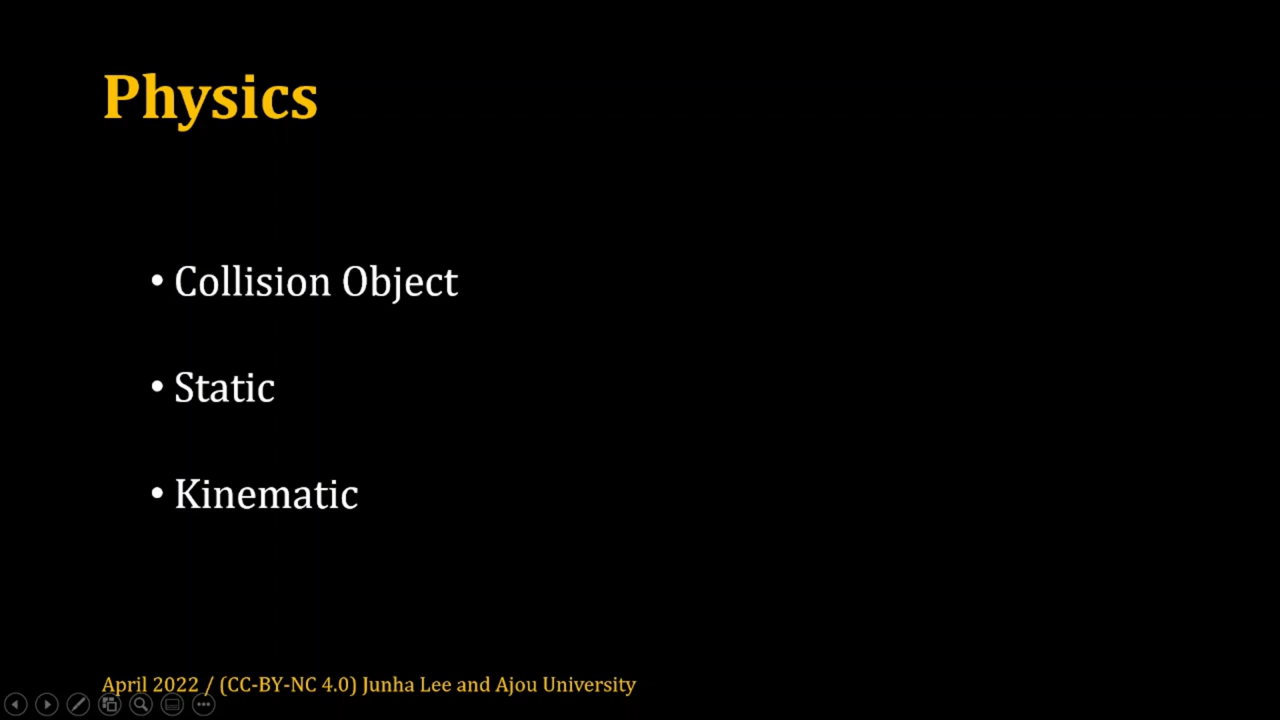 Physics
• Collision Object
• Static
• Kinematic
April 2022 / (CC-BY-NC 4.0) Junha Lee and Ajou University